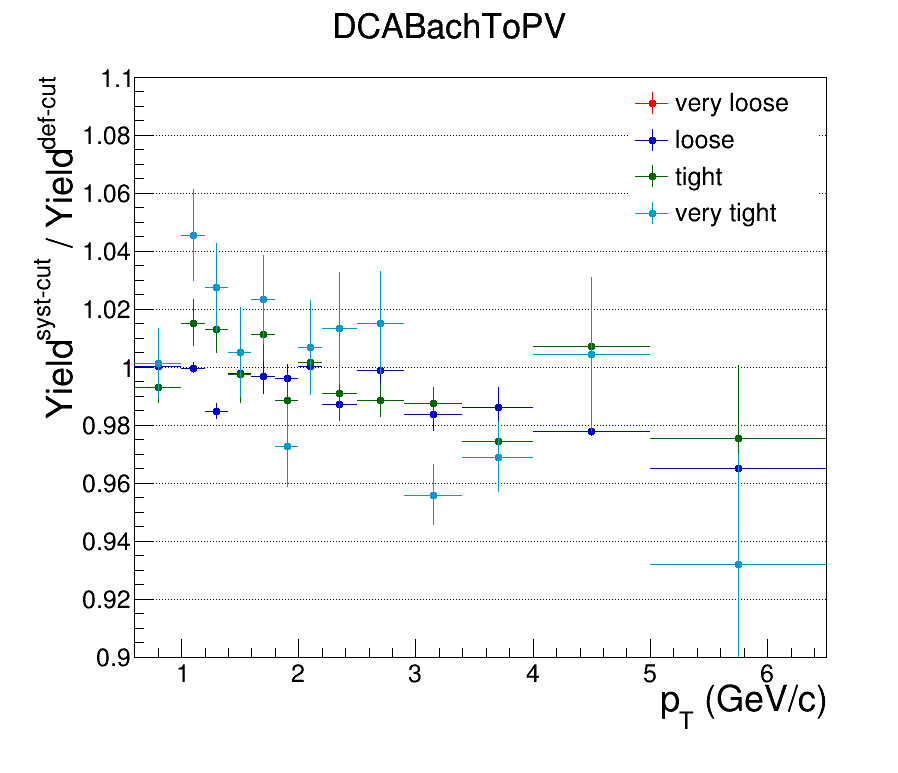 DCABachToPV
Yield^syst-cut / Yield^def-cut
1.1
1.08
1.06
1.04
1.02
1
0.98
0.96
0.94
0.92
0.9
very loose
loose
tight
very tight
1 2 3 4 5 6
p_T (GeV/c)